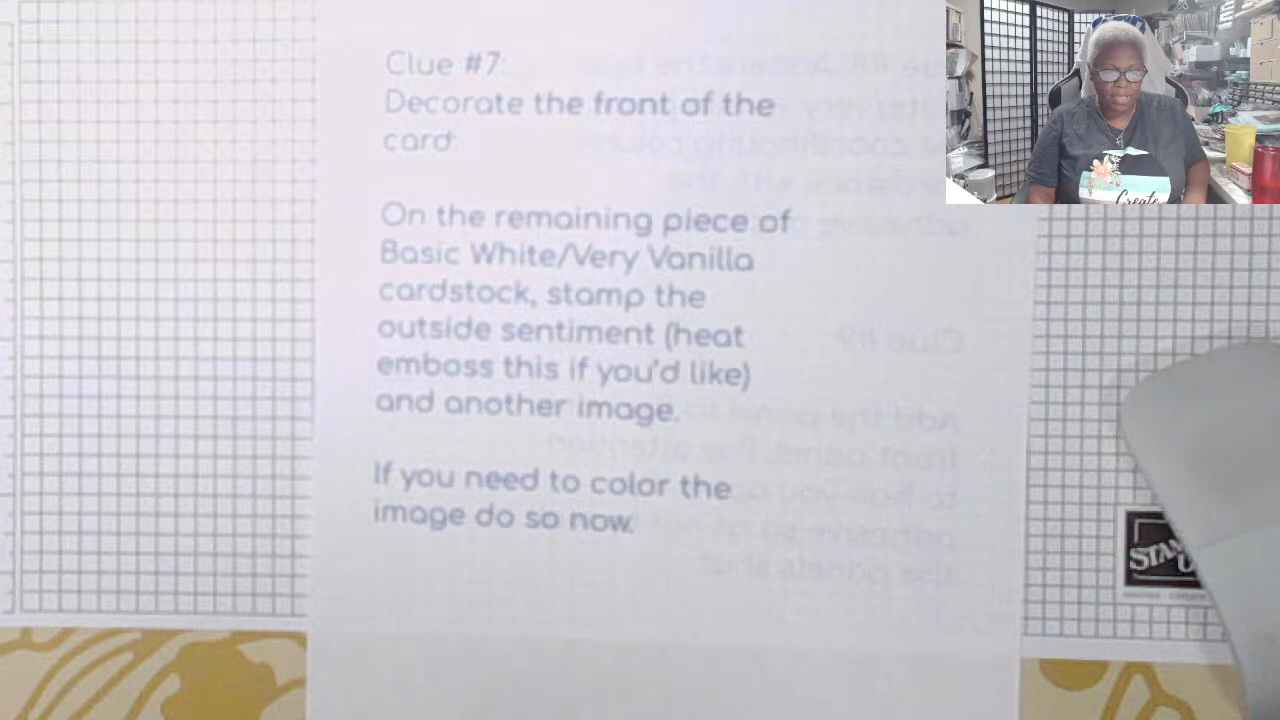 Clue #7:
Decorate the front of the
card:
On the remaining piece of
Basic White/Very Vanilla
cardstock, stamp the
outside sentiment (heat
emboss this if you'd like)
and another image.
If you need to color the
image do so now.
Create
STAM